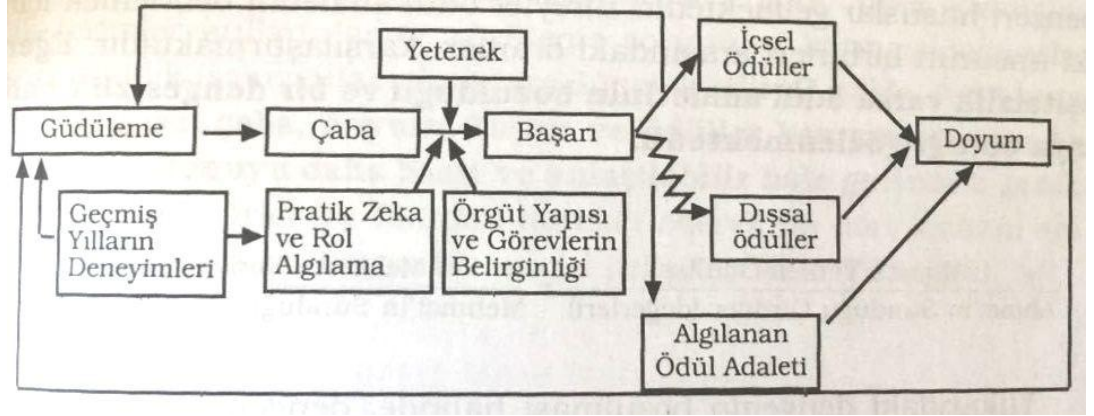 Yetenek
İçsel
Ödüller
Güdüleme
Çaba
Başarı
Doyum
Geçmiş
Yılların
Deneyimleri
Pratik Zeka
ve Rol
Algılama
Örgüt Yapısı
ve Görevlerin
Belirginliği
Dışsal
ödüller
Algılanan
Ödül Adaleti